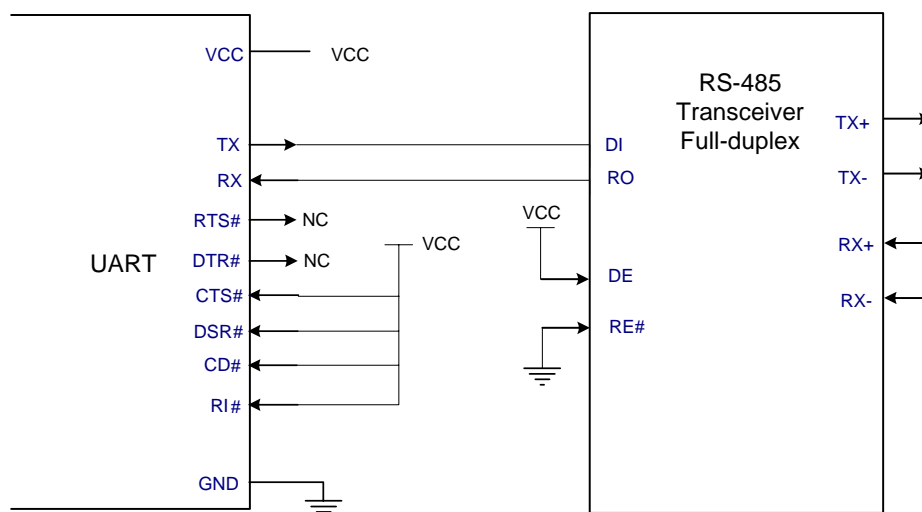 VCC VCC
RS-485
Transceiver
Full-duplex
TX+
TX DI
RX RO
TX-
RTS# NC
VCC
VCC
RX+
UART
DTR# NC
DE
CTS#
RX-
DSR#
RE#
CD#
RI#
GND